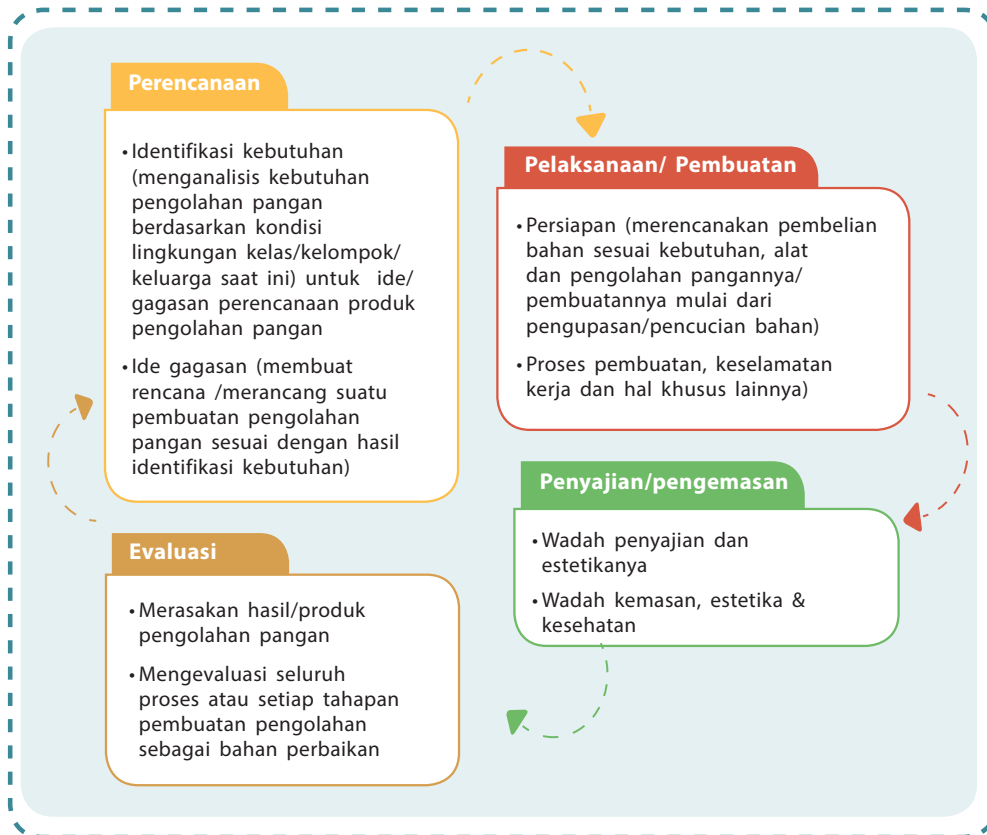 Perencanaan
• Identifikasi kebutuhan
(menganalisis kebutuhan
pengolahan pangan
berdasarkan kondisi
lingkungan kelas/kelompok/
keluarga saat ini) untuk ide/
gagasan perencanaan produk
pengolahan pangan
• Ide gagasan (membuat
rencana /merancang suatu
pembuatan pengolahan
pangan sesuai dengan hasil
identifikasi kebutuhan)
Pelaksanaan/ Pembuatan
• Persiapan (merencanakan pembelian
bahan sesuai kebutuhan, alat
dan pengolahan pangannya/
pembuatannya mulai dari
pengupasan/pencucian bahan)
• Proses pembuatan, keselamatan
kerja dan hal khusus lainnya)
Penyajian/pengemasan
• Wadah penyajian dan
estetikanya
• Wadah kemasan, estetika &
kesehatan
Evaluasi
• Merasakan hasil/produk
pengolahan pangan
• Mengevaluasi seluruh
proses atau setiap tahapan
pembuatan pengolahan
sebagai bahan perbaikan